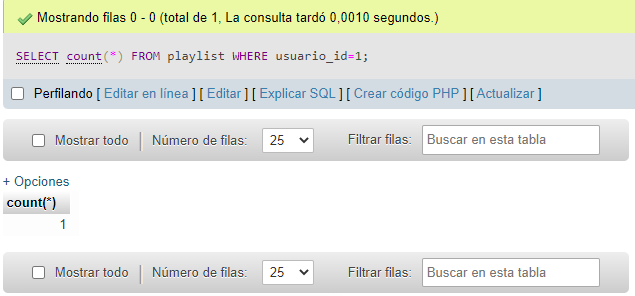 Mostrando filas 0 - 0 (total de 1, La consulta tardó 0,0010 segundos.)
SELECT count(*) FROM playlist WHERE usuario_id=1;
Perfilando [ Editar en línea ] [ Editar ] [ Explicar SQL ] [ Crear código PHP ] [ Actualizar ]
Mostrar todo Número de filas: 25 Filtrar filas: Buscar en esta tabla
+ Opciones
count(*)
1
Mostrar todo Número de filas: 25 Filtrar filas: Buscar en esta tabla